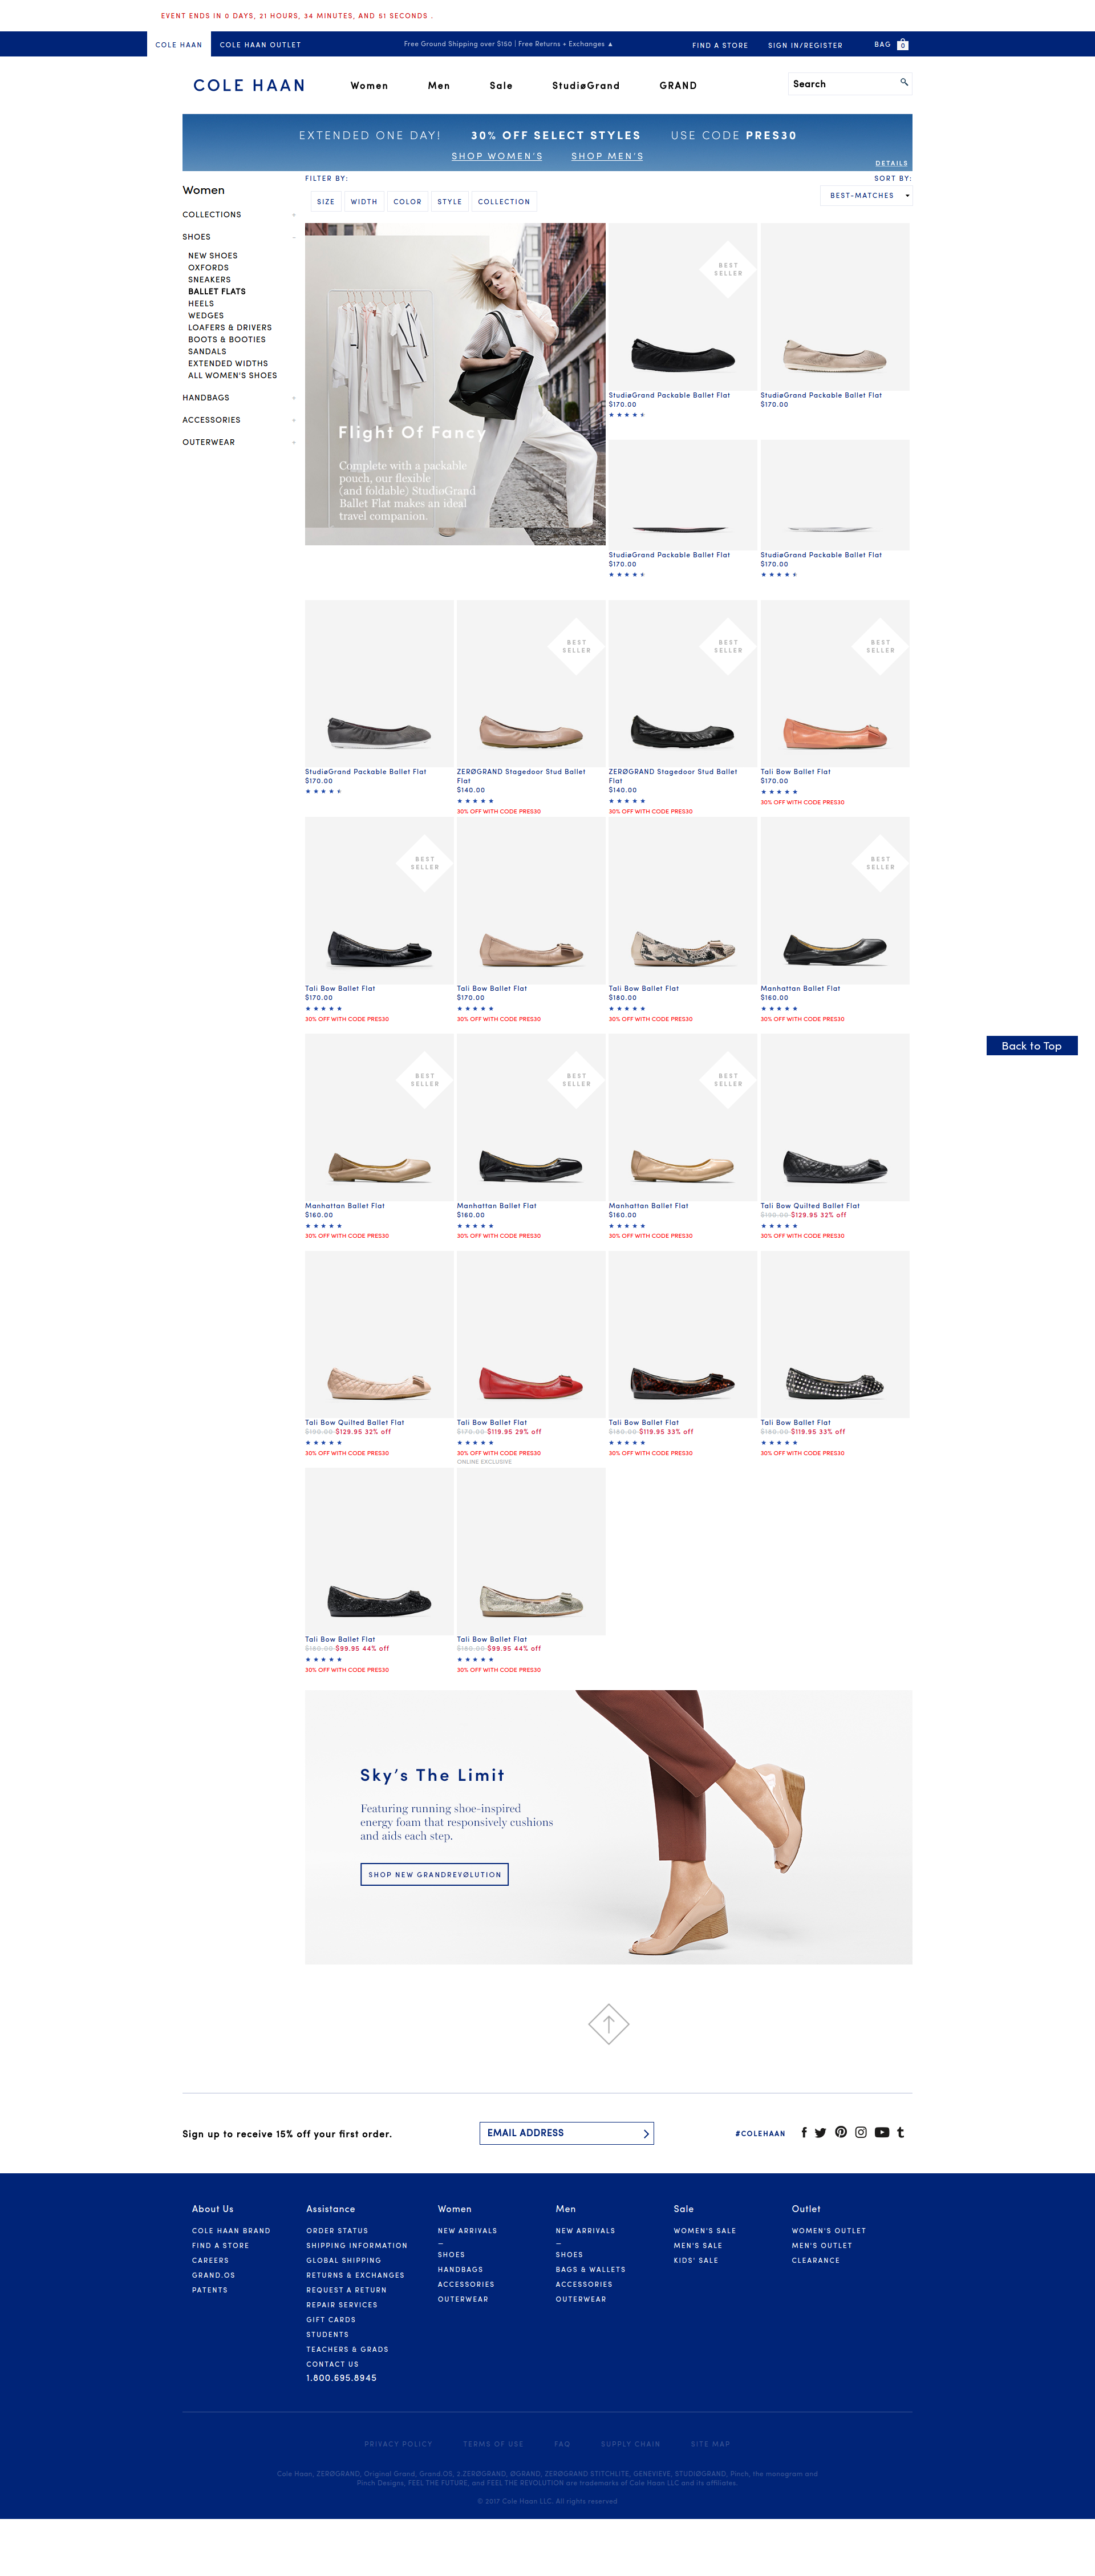 EVENT ENDS IN 0 DAYS, 21 HOURS, 34 MINUTES, AND 51 SECONDS .
COLE HAAN
COLE HAAN OUTLET
Free Ground Shipping over $150 | Free Returns + Exchanges ▲
FIND A STORE
SIGN IN/REGISTER
BAG 0
COLE HAAN
Women
Men
Sale
StudiøGrand
GRAND
Search
EXTENDED ONE DAY! 30% OFF SELECT STYLES USE CODE PRES30
SHOP WOMEN'S SHOP MEN'S
DETAILS
Women
COLLECTIONS +
SHOES -
NEW SHOES
OXFORDS
SNEAKERS
BALLET FLATS
HEELS
WEDGES
LOAFERS & DRIVERS
BOOTS & BOOTIES
SANDALS
EXTENDED WIDTHS
ALL WOMEN'S SHOES
HANDBAGS +
ACCESSORIES +
OUTERWEAR +
FILTER BY:
SIZE
WIDTH
COLOR
STYLE
COLLECTION
SORT BY:
BEST-MATCHES
Flight Of Fancy
Complete with a packable
pouch, our flexible
(and foldable) StudiøGrand
Ballet Flat makes an ideal
travel companion.
BEST
SELLER
StudiøGrand Packable Ballet Flat
$170.00
StudiøGrand Packable Ballet Flat
$170.00
StudiøGrand Packable Ballet Flat
$170.00
StudiøGrand Packable Ballet Flat
$170.00
StudiøGrand Packable Ballet Flat
$170.00
BEST
SELLER
ZERØGRAND Stagedoor Stud Ballet
Flat
$140.00
30% OFF WITH CODE PRES30
BEST
SELLER
ZERØGRAND Stagedoor Stud Ballet
Flat
$140.00
30% OFF WITH CODE PRES30
BEST
SELLER
Tali Bow Ballet Flat
$170.00
30% OFF WITH CODE PRES30
BEST
SELLER
Tali Bow Ballet Flat
$170.00
30% OFF WITH CODE PRES30
Tali Bow Ballet Flat
$170.00
30% OFF WITH CODE PRES30
Tali Bow Ballet Flat
$180.00
30% OFF WITH CODE PRES30
BEST
SELLER
Manhattan Ballet Flat
$160.00
30% OFF WITH CODE PRES30
BEST
SELLER
Manhattan Ballet Flat
$160.00
30% OFF WITH CODE PRES30
BEST
SELLER
Manhattan Ballet Flat
$160.00
30% OFF WITH CODE PRES30
BEST
SELLER
Manhattan Ballet Flat
$160.00
30% OFF WITH CODE PRES30
Tali Bow Quilted Ballet Flat
$190.00 $129.95 32% off
30% OFF WITH CODE PRES30
Back to Top
Tali Bow Quilted Ballet Flat
$190.00 $129.95 32% off
30% OFF WITH CODE PRES30
Tali Bow Ballet Flat
$170.00 $119.95 29% off
30% OFF WITH CODE PRES30
ONLINE EXCLUSIVE
Tali Bow Ballet Flat
$180.00 $119.95 33% off
30% OFF WITH CODE PRES30
Tali Bow Ballet Flat
$180.00 $119.95 33% off
30% OFF WITH CODE PRES30
Tali Bow Ballet Flat
$180.00 $99.95 44% off
30% OFF WITH CODE PRES30
Tali Bow Ballet Flat
$180.00 $99.95 44% off
30% OFF WITH CODE PRES30
Sky's The Limit
Featuring running shoe-inspired
energy foam that responsively cushions
and aids each step.
SHOP NEW GRANDREVØLUTION
Sign up to receive 15% off your first order.
EMAIL ADDRESS
#COLEHAAN
About Us
COLE HAAN BRAND
FIND A STORE
CAREERS
GRAND.OS
PATENTS
Assistance
ORDER STATUS
SHIPPING INFORMATION
GLOBAL SHIPPING
RETURNS & EXCHANGES
REQUEST A RETURN
REPAIR SERVICES
GIFT CARDS
STUDENTS
TEACHERS & GRADS
CONTACT US
1.800.695.8945
Women
NEW ARRIVALS
—
SHOES
HANDBAGS
ACCESSORIES
OUTERWEAR
Men
NEW ARRIVALS
—
SHOES
BAGS & WALLETS
ACCESSORIES
OUTERWEAR
Sale
WOMEN'S SALE
MEN'S SALE
KIDS' SALE
Outlet
WOMEN'S OUTLET
MEN'S OUTLET
CLEARANCE
PRIVACY POLICY
TERMS OF USE
FAQ
SUPPLY CHAIN
SITE MAP
Cole Haan, ZERØGRAND, Original Grand, Grand.OS, 2.ZERØGRAND, ØGRAND, ZERØGRAND STITCHLITE, GENEVIEVE, STUDIØGRAND, Pinch, the monogram and
Pinch Designs, FEEL THE FUTURE, and FEEL THE REVOLUTION are trademarks of Cole Haan LLC and its affiliates.
© 2017 Cole Haan LLC. All rights reserved